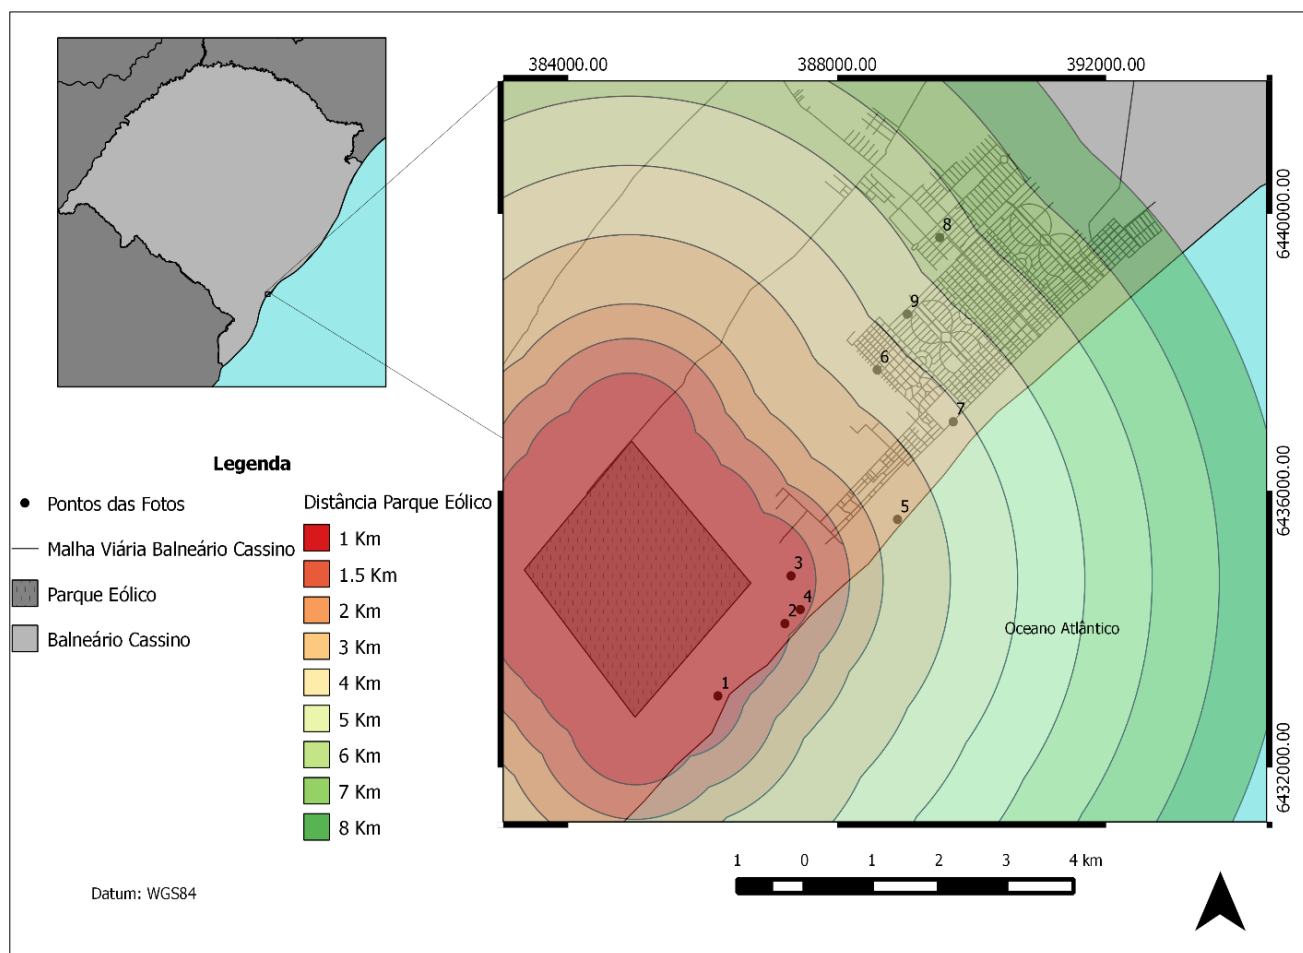 384000.00
388000.00
392000.00
6440000.00
6436000.00
6432000.00
8
9
6
7
5
3
4
2
1
Oceano Atlântico
Legenda
Pontos das Fotos
Malha Viária Balneário Cassino
Parque Eólico
Balneário Cassino
Distância Parque Eólico
1 Km
1.5 Km
2 Km
3 Km
4 Km
5 Km
6 Km
7 Km
8 Km
1 0 1 2 3 4 km
Datum: WGS84